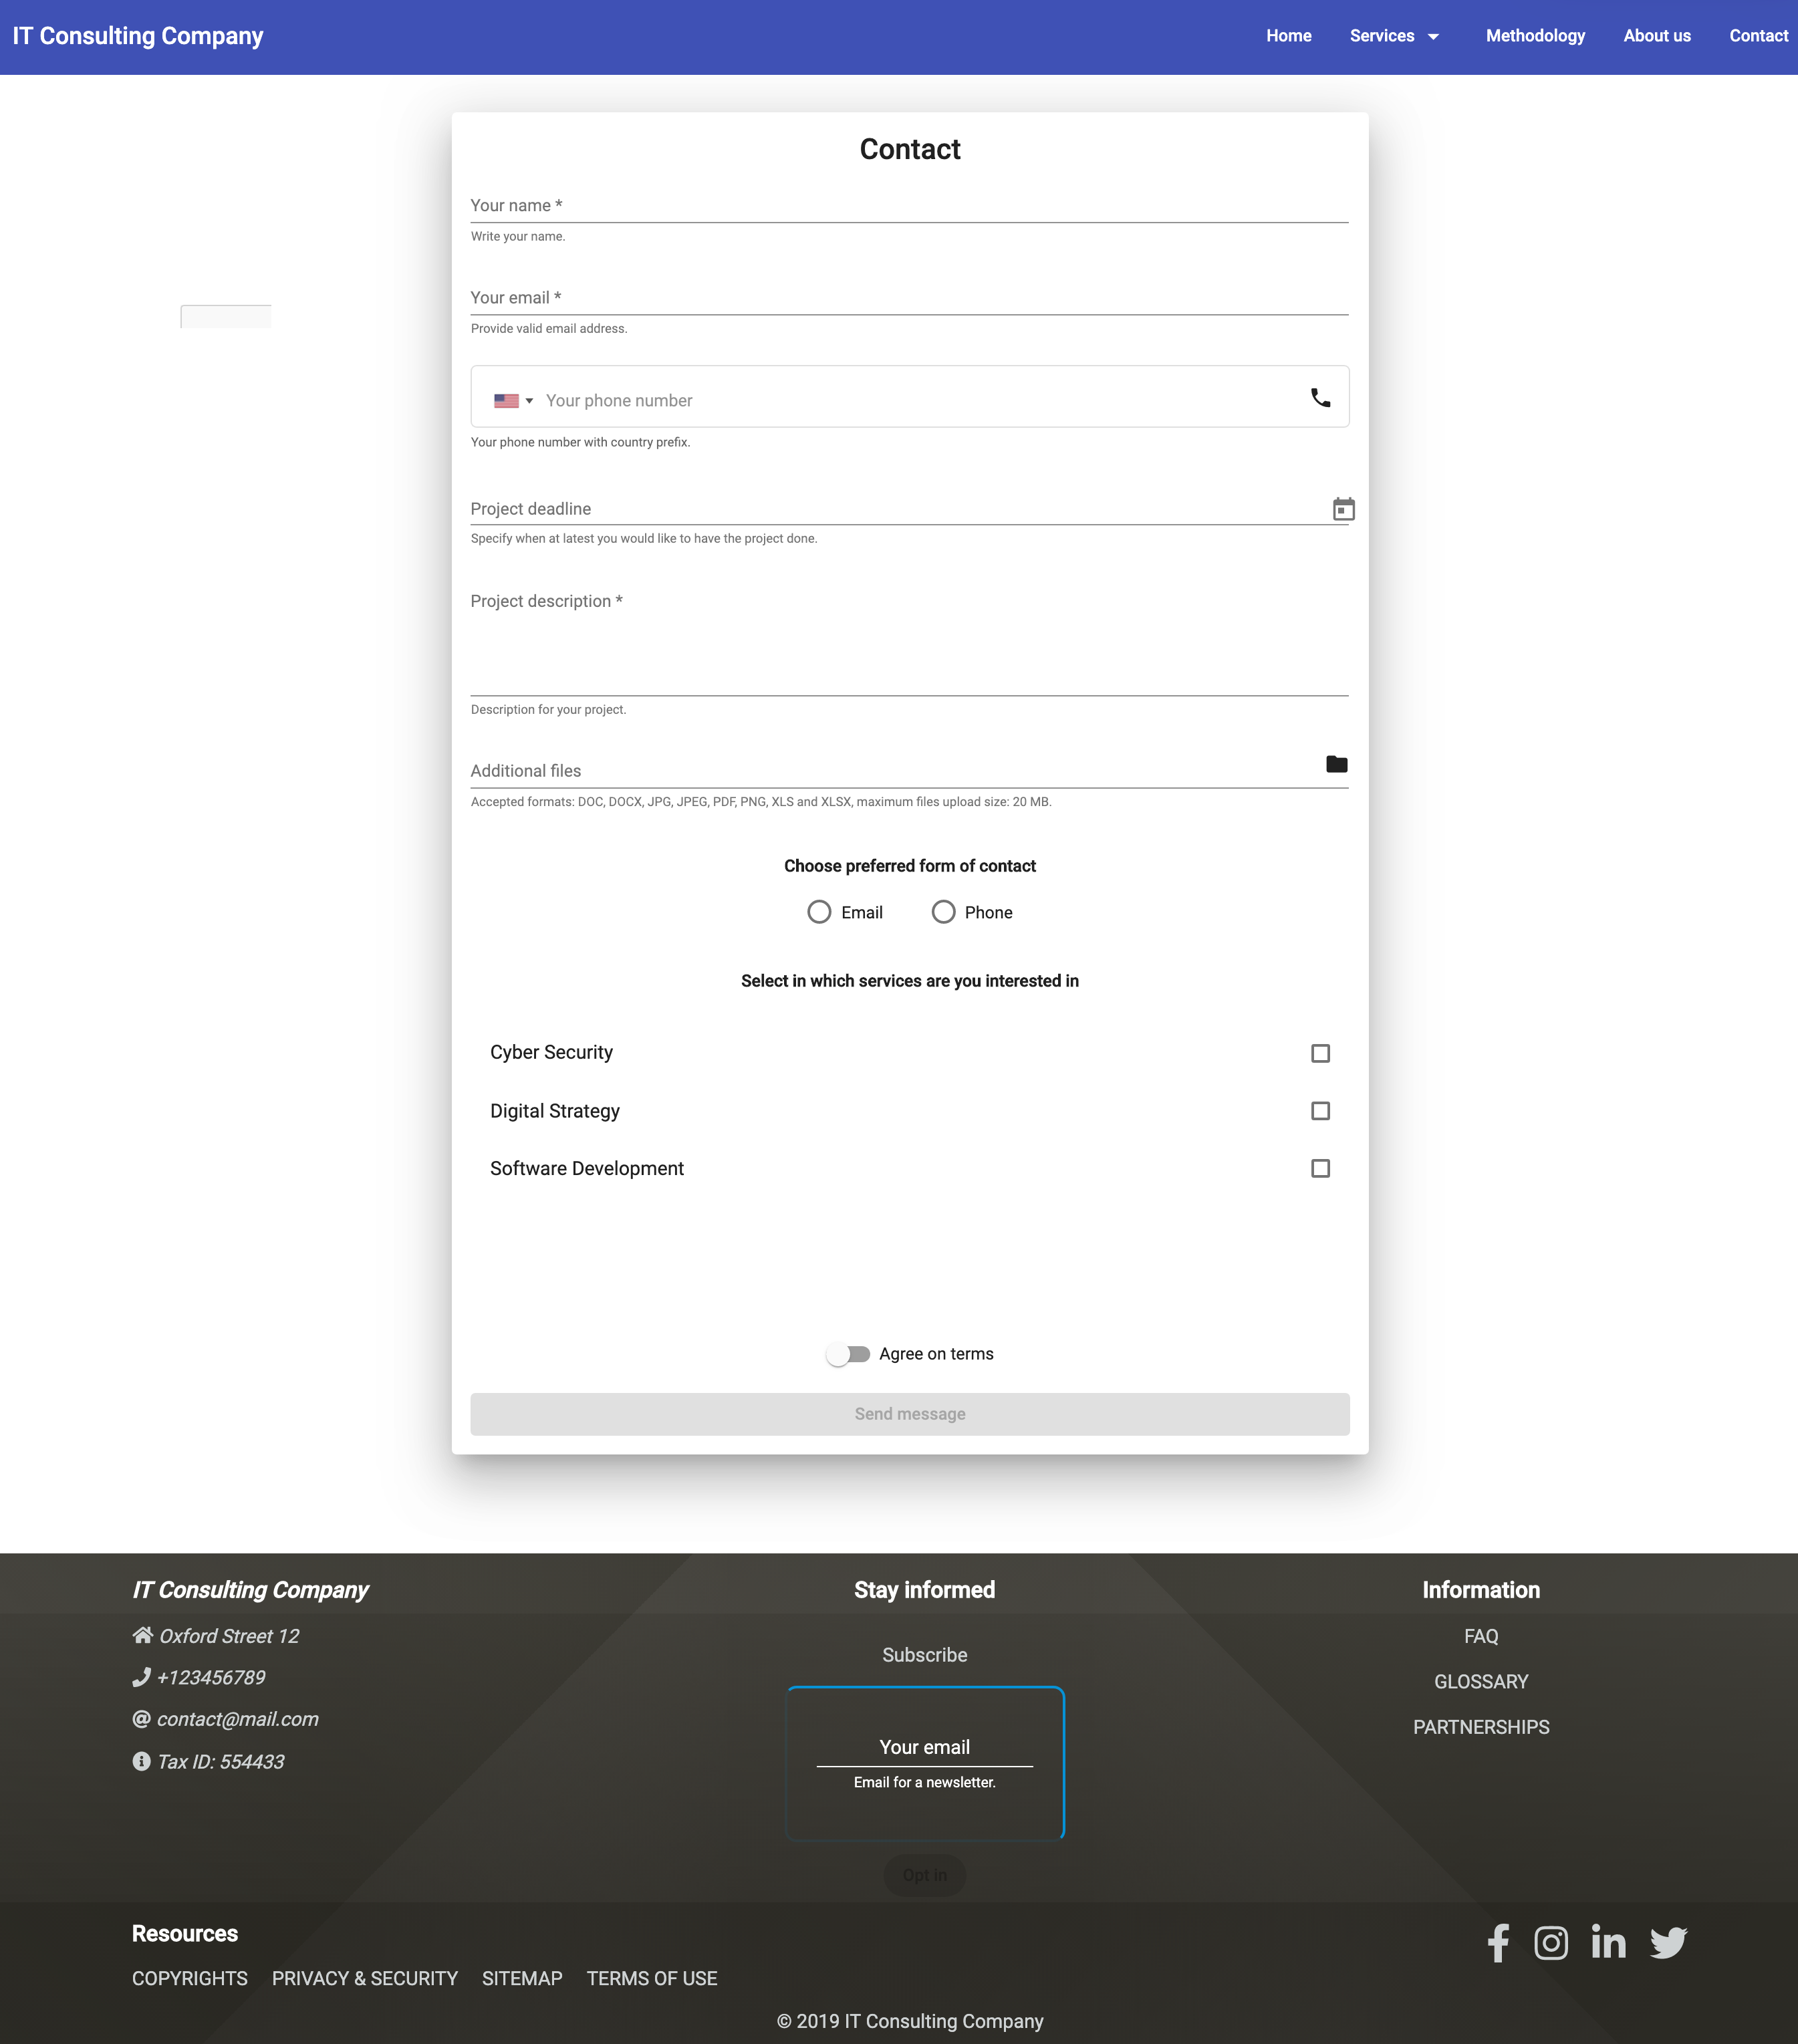 IT Consulting Company
Home Services Methodology About us Contact
Contact
Your name *
Write your name.
Your email *
Provide valid email address.
Your phone number
Your phone number with country prefix.
Project deadline
Specify when at latest you would like to have the project done.
Project description *
Description for your project.
Additional files
Accepted formats: DOC, DOCX, JPG, JPEG, PDF, PNG, XLS and XLSX, maximum files upload size: 20 MB.
Choose preferred form of contact
Email Phone
Select in which services are you interested in
Cyber Security
Digital Strategy
Software Development
Agree on terms
Send message
IT Consulting Company
Oxford Street 12
+123456789
contact@mail.com
Tax ID: 554433
Stay informed
Subscribe
Your email
Email for a newsletter.
Opt in
Information
FAQ
GLOSSARY
PARTNERSHIPS
Resources
COPYRIGHTS PRIVACY & SECURITY SITEMAP TERMS OF USE
© 2019 IT Consulting Company